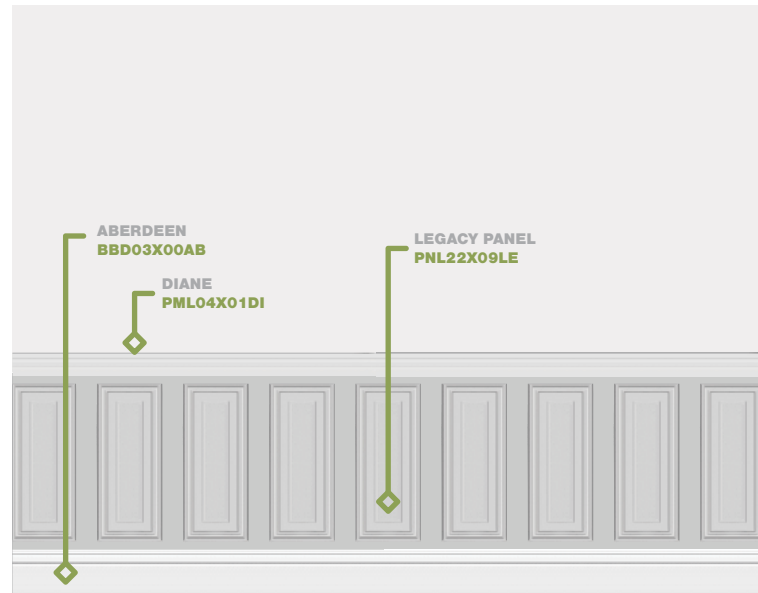 ABERDEEN
BBD03X00AB
DIANE
PML04X01DI
LEGACY PANEL
PNL22X09LE